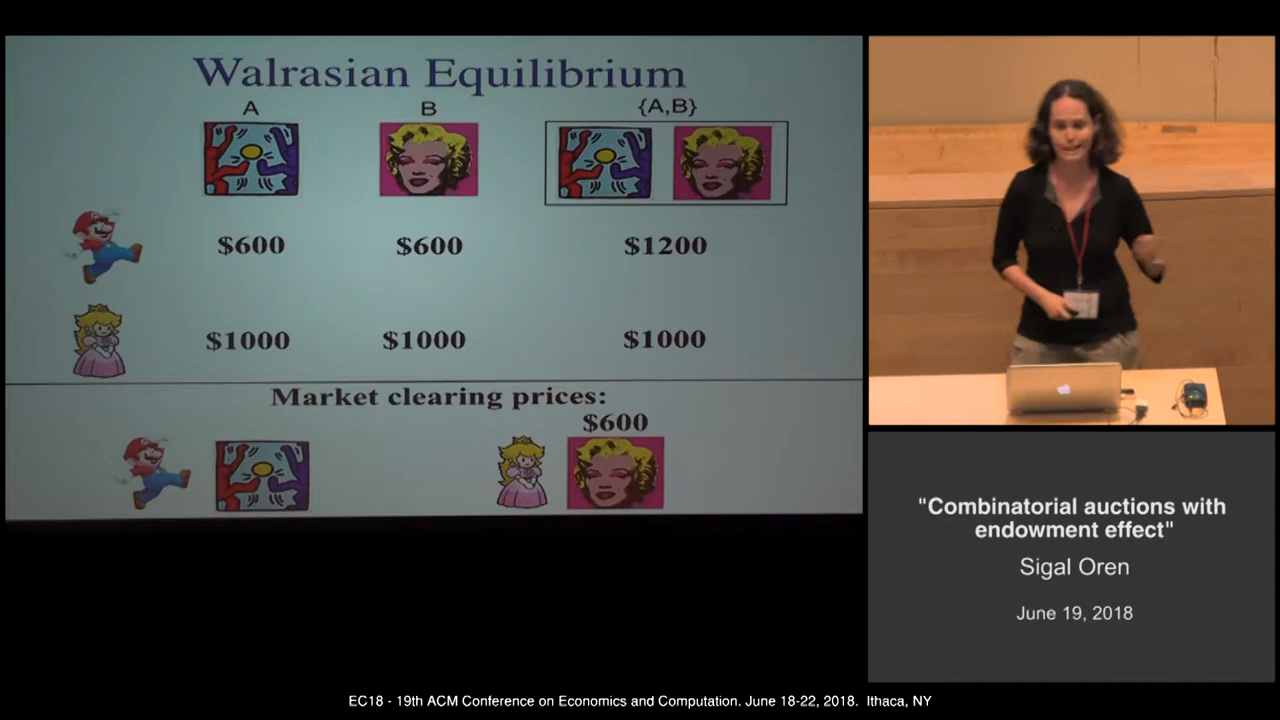 Walrasian Equilibrium
A B {A,B}
$600 $600 $1200
$1000 $1000 $1000
Market clearing prices:
$600
"Combinatorial auctions with
endowment effect"
Sigal Oren
June 19, 2018
EC18 - 19th ACM Conference on Economics and Computation. June 18-22, 2018. Ithaca, NY